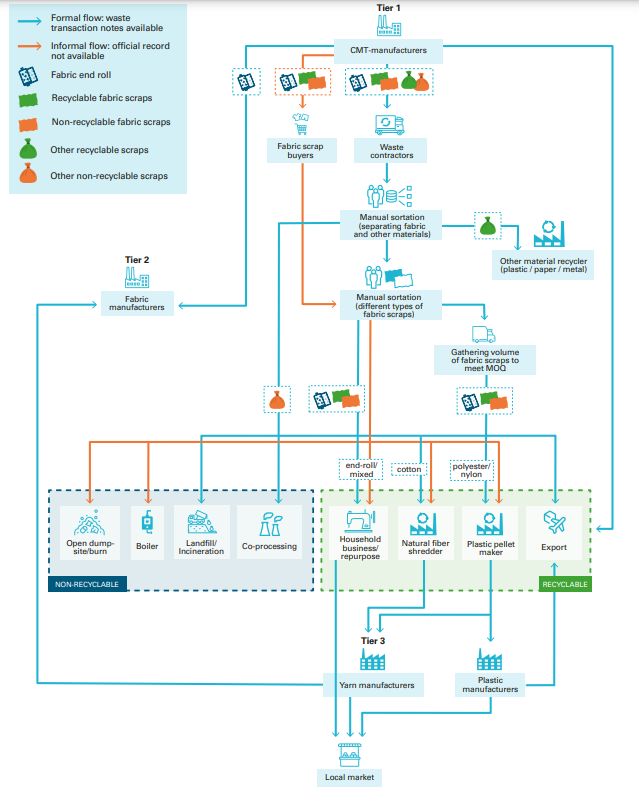 Formal flow: waste
transaction notes available
Informal flow: official record
not available
Fabric end roll
Recyclable fabric scraps
Non-recyclable fabric scraps
Other recyclable scraps
Other non-recyclable scraps
Tier 1
CMT-manufacturers
Fabric scrap
buyers
Waste
contractors
Manual sortation
(separating fabric
and other materials)
Other material recycler
(plastic / paper / metal)
Tier 2
Fabric
manufacturers
Manual sortation
(different types of
fabric scraps)
Gathering volume
of fabric scraps to
meet MOQ
end-roll/
mixed
cotton
polyester/
nylon
Open dump-
site/burn
Boiler
Landfill/
Incineration
Co-processing
Household
business/
repurpose
Natural fiber
shredder
Plastic pellet
maker
Export
NON-RECYCLABLE
RECYCLABLE
Tier 3
Yarn manufacturers
Plastic
manufacturers
Local market